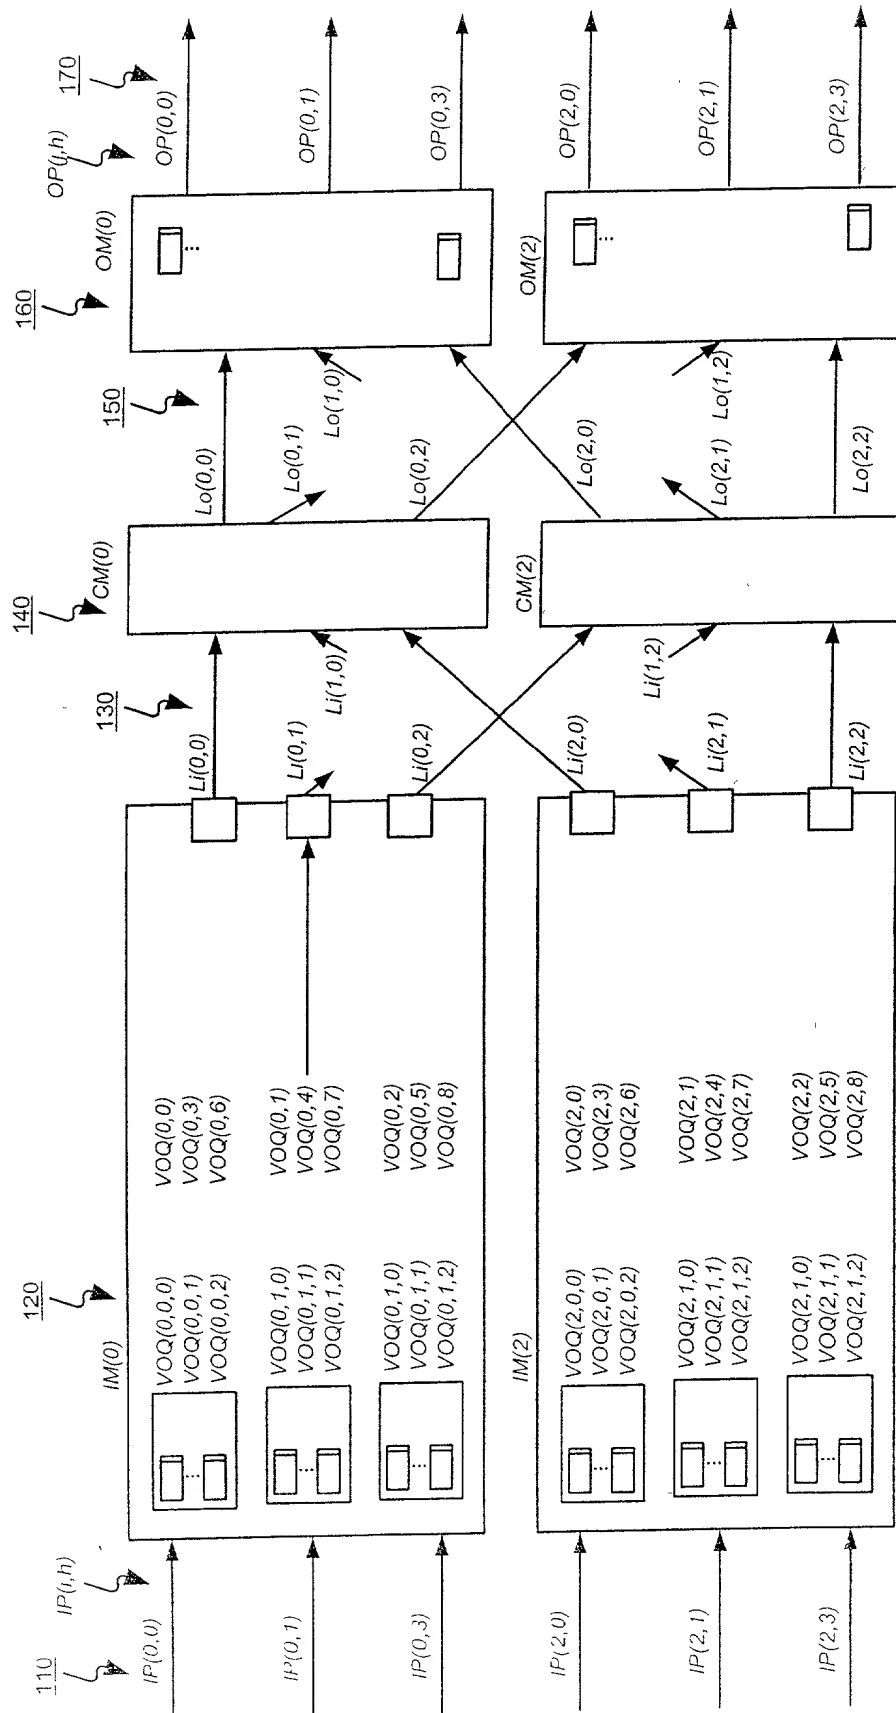 110
IP(i,h)
IP(0,0)
IP(0,1)
IP(0,3)
IP(2,0)
IP(2,1)
IP(2,3)
120
IM(0)
VOQ(0,0,0)
VOQ(0,0,1)
VOQ(0,0,2)
VOQ(0,0)
VOQ(0,3)
VOQ(0,6)
VOQ(0,1,0)
VOQ(0,1,1)
VOQ(0,1,2)
VOQ(0,1)
VOQ(0,4)
VOQ(0,7)
VOQ(0,1,0)
VOQ(0,1,1)
VOQ(0,1,2)
VOQ(0,2)
VOQ(0,5)
VOQ(0,8)
IM(2)
VOQ(2,0,0)
VOQ(2,0,1)
VOQ(2,0,2)
VOQ(2,0)
VOQ(2,3)
VOQ(2,6)
VOQ(2,1,0)
VOQ(2,1,1)
VOQ(2,1,2)
VOQ(2,1)
VOQ(2,4)
VOQ(2,7)
VOQ(2,1,0)
VOQ(2,1,1)
VOQ(2,1,2)
VOQ(2,2)
VOQ(2,5)
VOQ(2,8)
130
Li(0,0)
Li(0,1)
Li(1,0)
Li(0,2)
Li(2,0)
Li(1,2)
Li(2,1)
Li(2,2)
140
CM(0)
CM(2)
150
Lo(0,0)
Lo(0,1)
Lo(1,0)
Lo(0,2)
Lo(2,0)
Lo(2,1)
Lo(1,2)
Lo(2,2)
160
OM(0)
OM(2)
170
OP(j,h)
OP(0,0)
OP(0,1)
OP(0,3)
OP(2,0)
OP(2,1)
OP(2,3)